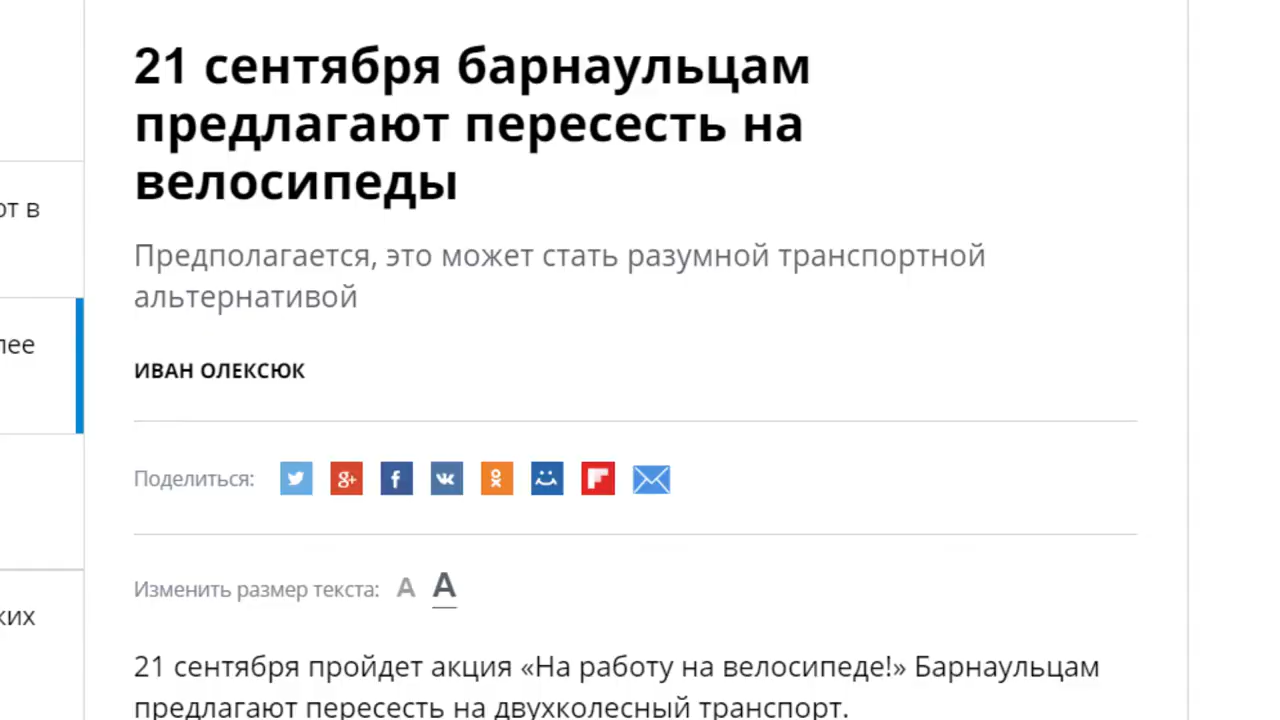 21 сентября барнаульцам
предлагают пересесть на
велосипеды
Предполагается, это может стать разумной транспортной
альтернативой
ИВАН ОЛЕКСЮК
Поделиться:
Изменить размер текста: A A
21 сентября пройдет акция «На работу на велосипеде!» Барнаульцам
предлагают пересесть на двухколесный транспорт.